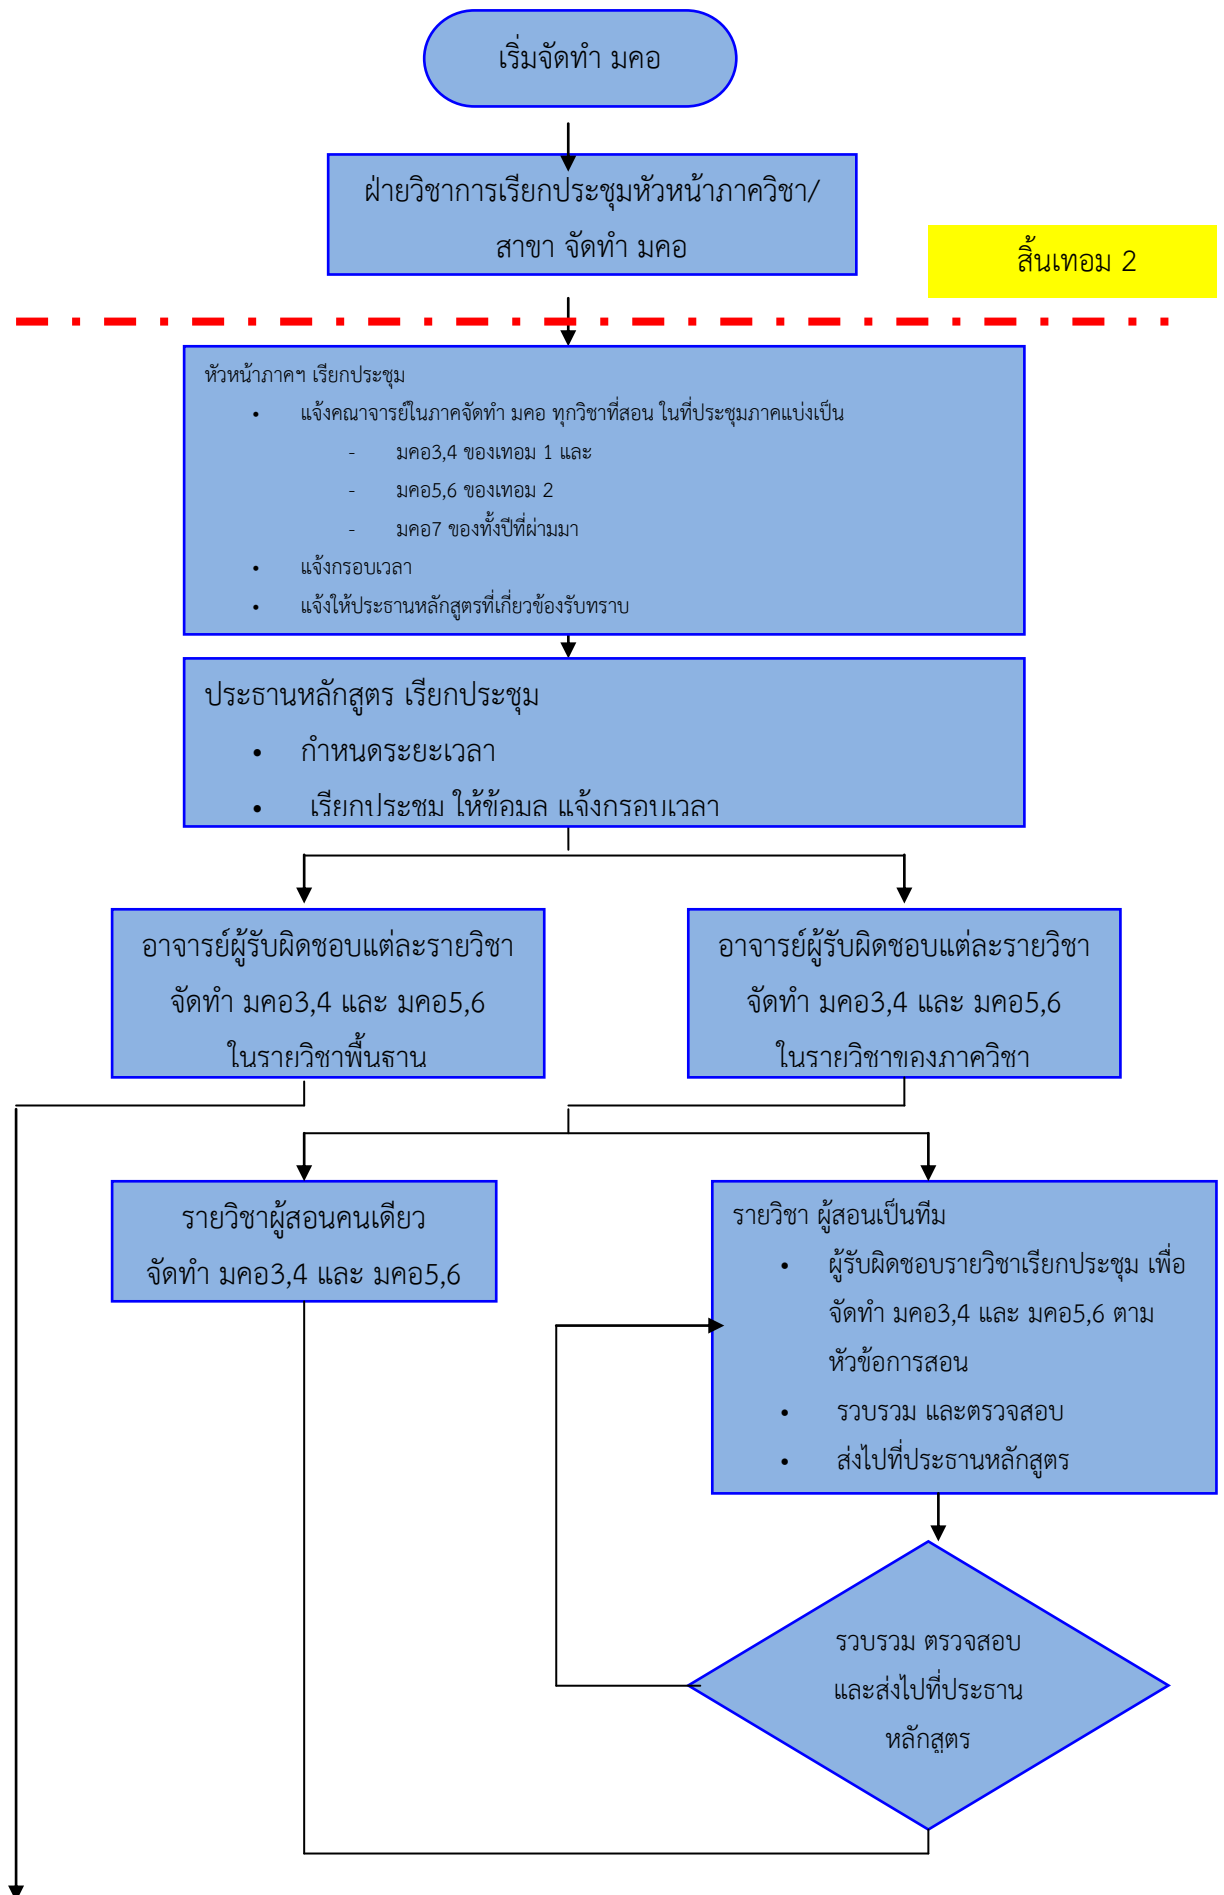 เริ่มจัดทำ มคอ
ฝ่ายวิชาการเรียกประชุมหัวหน้าภาควิชา/
สาขา จัดทำ มคอ
สิ้นเทอม 2
หัวหน้าภาคฯ เรียกประชุม
• แจ้งคณาจารย์ในภาคจัดทำ มคอ ทุกวิชาที่สอน ในที่ประชุมภาคแบ่งเป็น
- มคอ3,4 ของเทอม 1 และ
- มคอ5,6 ของเทอม 2
- มคอ7 ของทั้งปีที่ผ่ามมา
• แจ้งกรอบเวลา
• แจ้งให้ประธานหลักสูตรที่เกี่ยวข้องรับทราบ
ประธานหลักสูตร เรียกประชุม
• กำหนดระยะเวลา
• เรียกประชุม ให้ข้อมูล แจ้งกรอบเวลา
อาจารย์ผู้รับผิดชอบแต่ละรายวิชา
จัดทำ มคอ3,4 และ มคอ5,6
ในรายวิชาพื้นฐาน
อาจารย์ผู้รับผิดชอบแต่ละรายวิชา
จัดทำ มคอ3,4 และ มคอ5,6
ในรายวิชาของภาควิชา
รายวิชาผู้สอนคนเดียว
จัดทำ มคอ3,4 และ มคอ5,6
รายวิชา ผู้สอนเป็นทีม
• ผู้รับผิดชอบรายวิชาเรียกประชุม เพื่อ
จัดทำ มคอ3,4 และ มคอ5,6 ตาม
หัวข้อการสอน
• รวบรวม และตรวจสอบ
• ส่งไปที่ประธานหลักสูตร
รวบรวม ตรวจสอบ
และส่งไปที่ประธาน
หลักสูตร